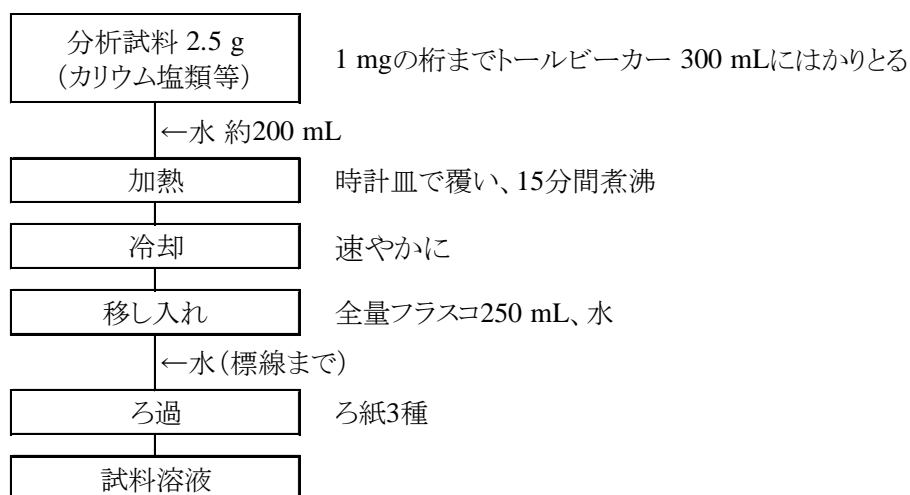 分析試料 2.5 g
（カリウム塩類等）
1 mgの桁までトールビーカー 300 mLにはかりとる
←水 約200 mL
加熱
時計皿で覆い、15分間煮沸
冷却
速やかに
移し入れ
全量フラスコ250 mL、水
←水（標線まで）
ろ過
ろ紙3種
試料溶液